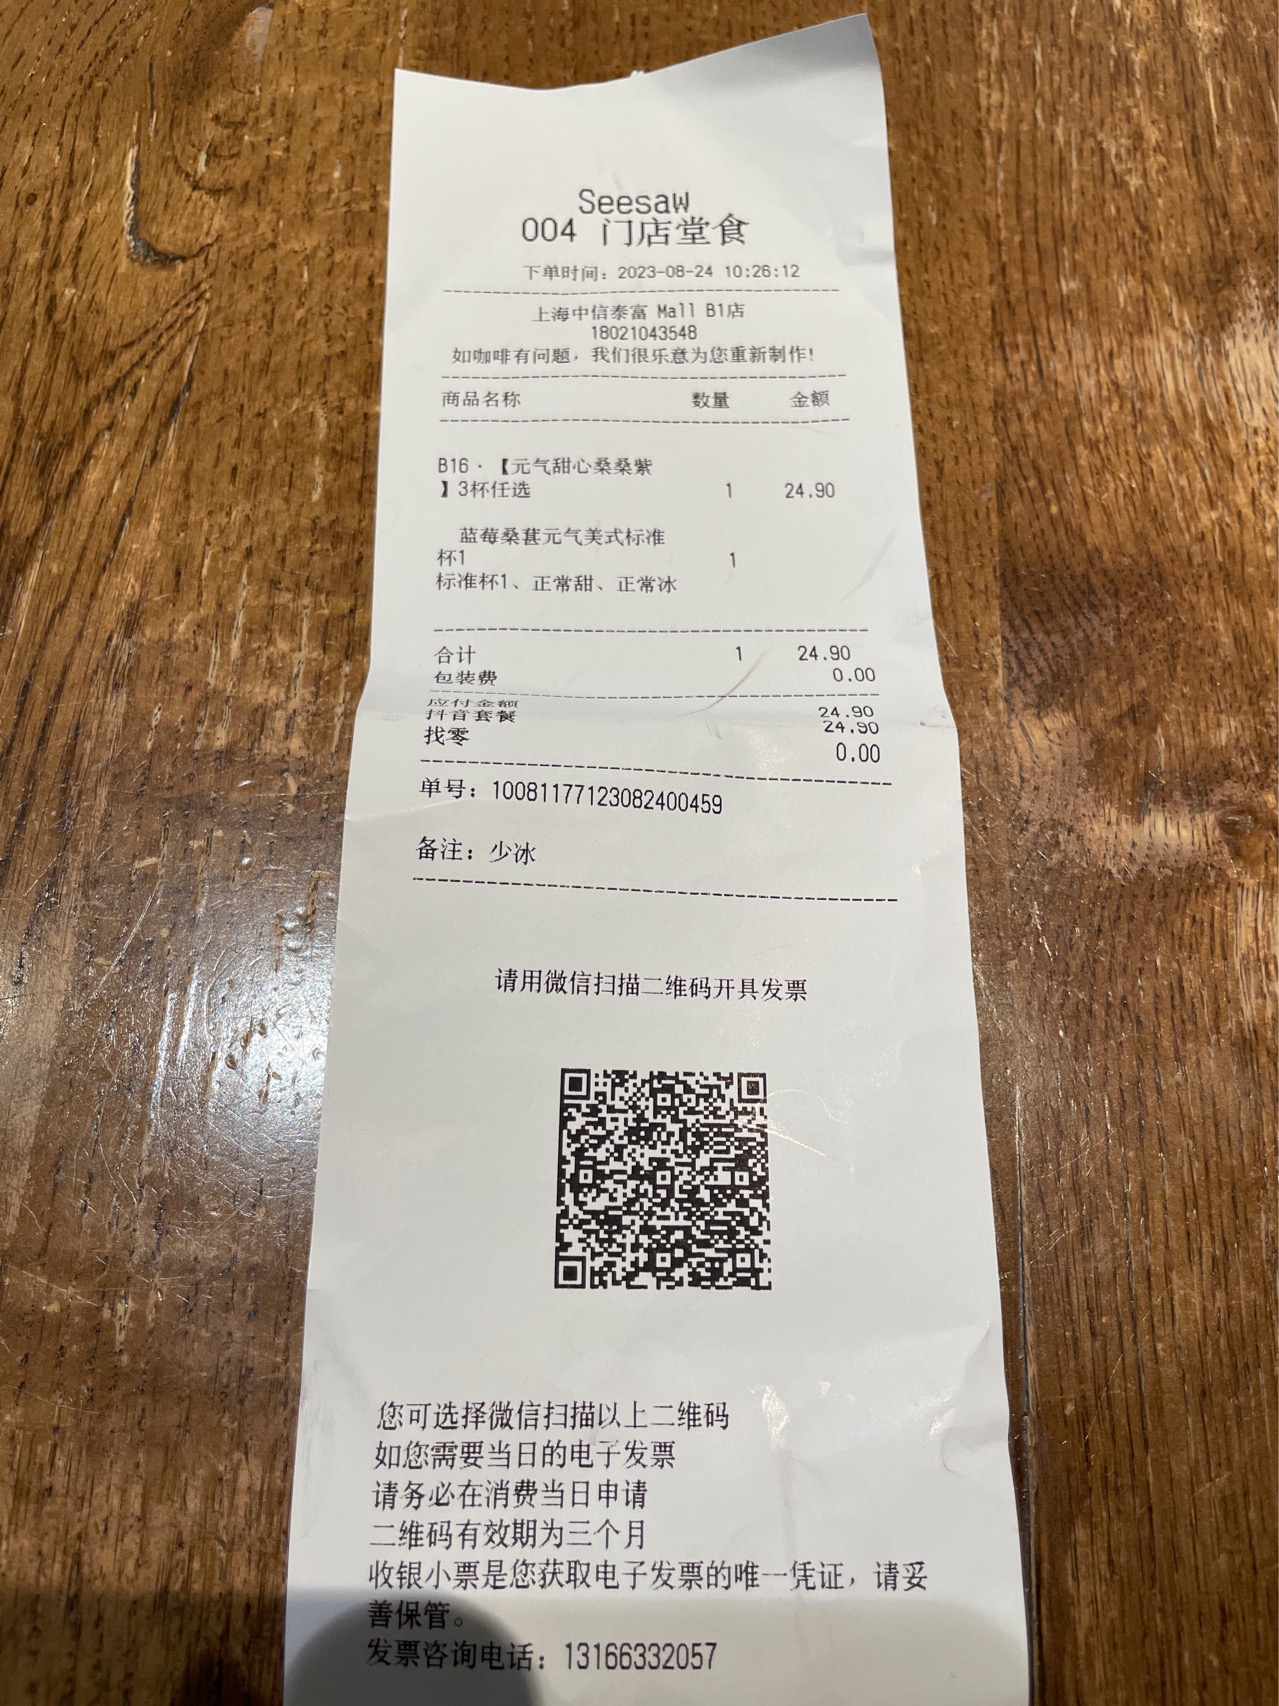 Seesaw
004 门店堂食
下单时间：2023-08-24 10:26:12
上海中信泰富 Mall B1店
18021043548
如咖啡有问题，我们很乐意为您重新制作！
商品名称 数量 金额
B16·【元气甜心桑桑紫
】3杯任选 1 24.90
蓝莓桑葚元气美式标准
杯1 1
标准杯1、正常甜、正常冰
合计 1 24.90
包装费 0.00
应付金额 24.90
抖音套餐 24.90
找零 0.00
单号：10081177123082400459
备注：少冰
请用微信扫描二维码开具发票
您可选择微信扫描以上二维码
如您需要当日的电子发票
请务必在消费当日申请
二维码有效期为三个月
收银小票是您获取电子发票的唯一凭证，请妥
善保管。
发票咨询电话：13166332057